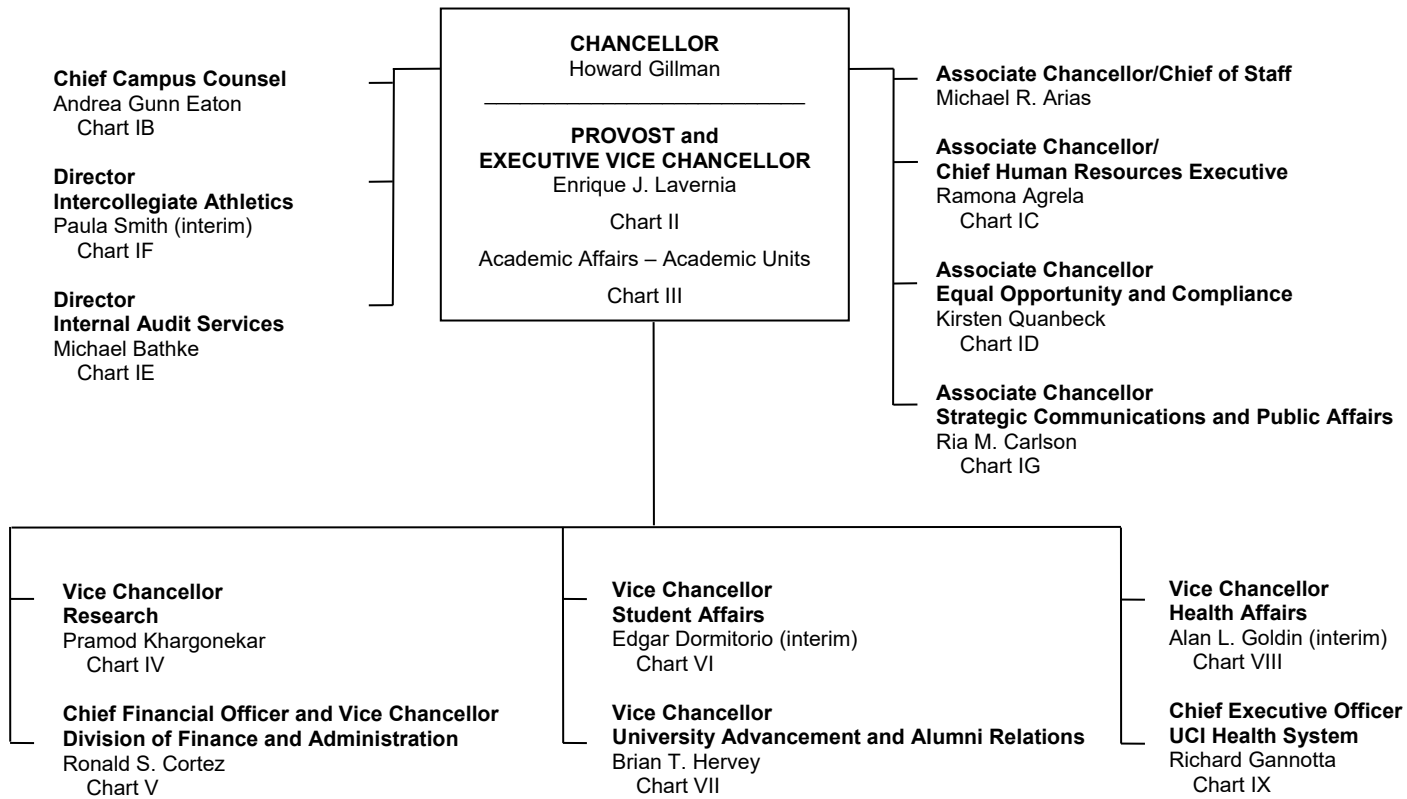 CHANCELLOR
Howard Gillman
PROVOST and
EXECUTIVE VICE CHANCELLOR
Enrique J. Lavernia
Chart II
Academic Affairs – Academic Units
Chart III
Chief Campus Counsel
Andrea Gunn Eaton
Chart IB
Director
Intercollegiate Athletics
Paula Smith (interim)
Chart IF
Director
Internal Audit Services
Michael Bathke
Chart IE
Associate Chancellor/Chief of Staff
Michael R. Arias
Associate Chancellor/
Chief Human Resources Executive
Ramona Agrela
Chart IC
Associate Chancellor
Equal Opportunity and Compliance
Kirsten Quanbeck
Chart ID
Associate Chancellor
Strategic Communications and Public Affairs
Ria M. Carlson
Chart IG
Vice Chancellor
Research
Pramod Khargonekar
Chart IV
Chief Financial Officer and Vice Chancellor
Division of Finance and Administration
Ronald S. Cortez
Chart V
Vice Chancellor
Student Affairs
Edgar Dormitorio (interim)
Chart VI
Vice Chancellor
University Advancement and Alumni Relations
Brian T. Hervey
Chart VII
Vice Chancellor
Health Affairs
Alan L. Goldin (interim)
Chart VIII
Chief Executive Officer
UCI Health System
Richard Gannotta
Chart IX